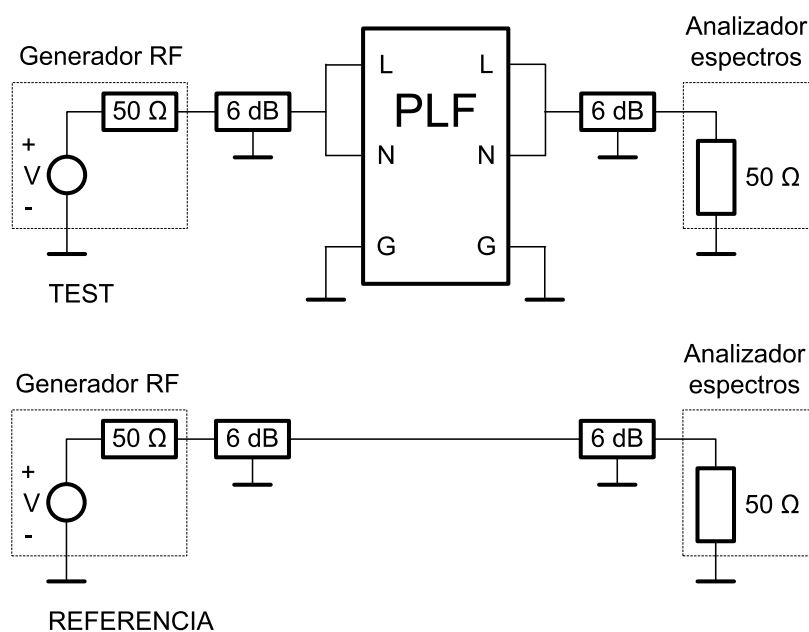 Analizador
espectros
Generador RF
50 Ω
6 dB
L
L
PLF
6 dB
+
V
-
N
N
50 Ω
G
G
TEST
Analizador
espectros
Generador RF
50 Ω
6 dB
6 dB
+
V
-
50 Ω
REFERENCIA